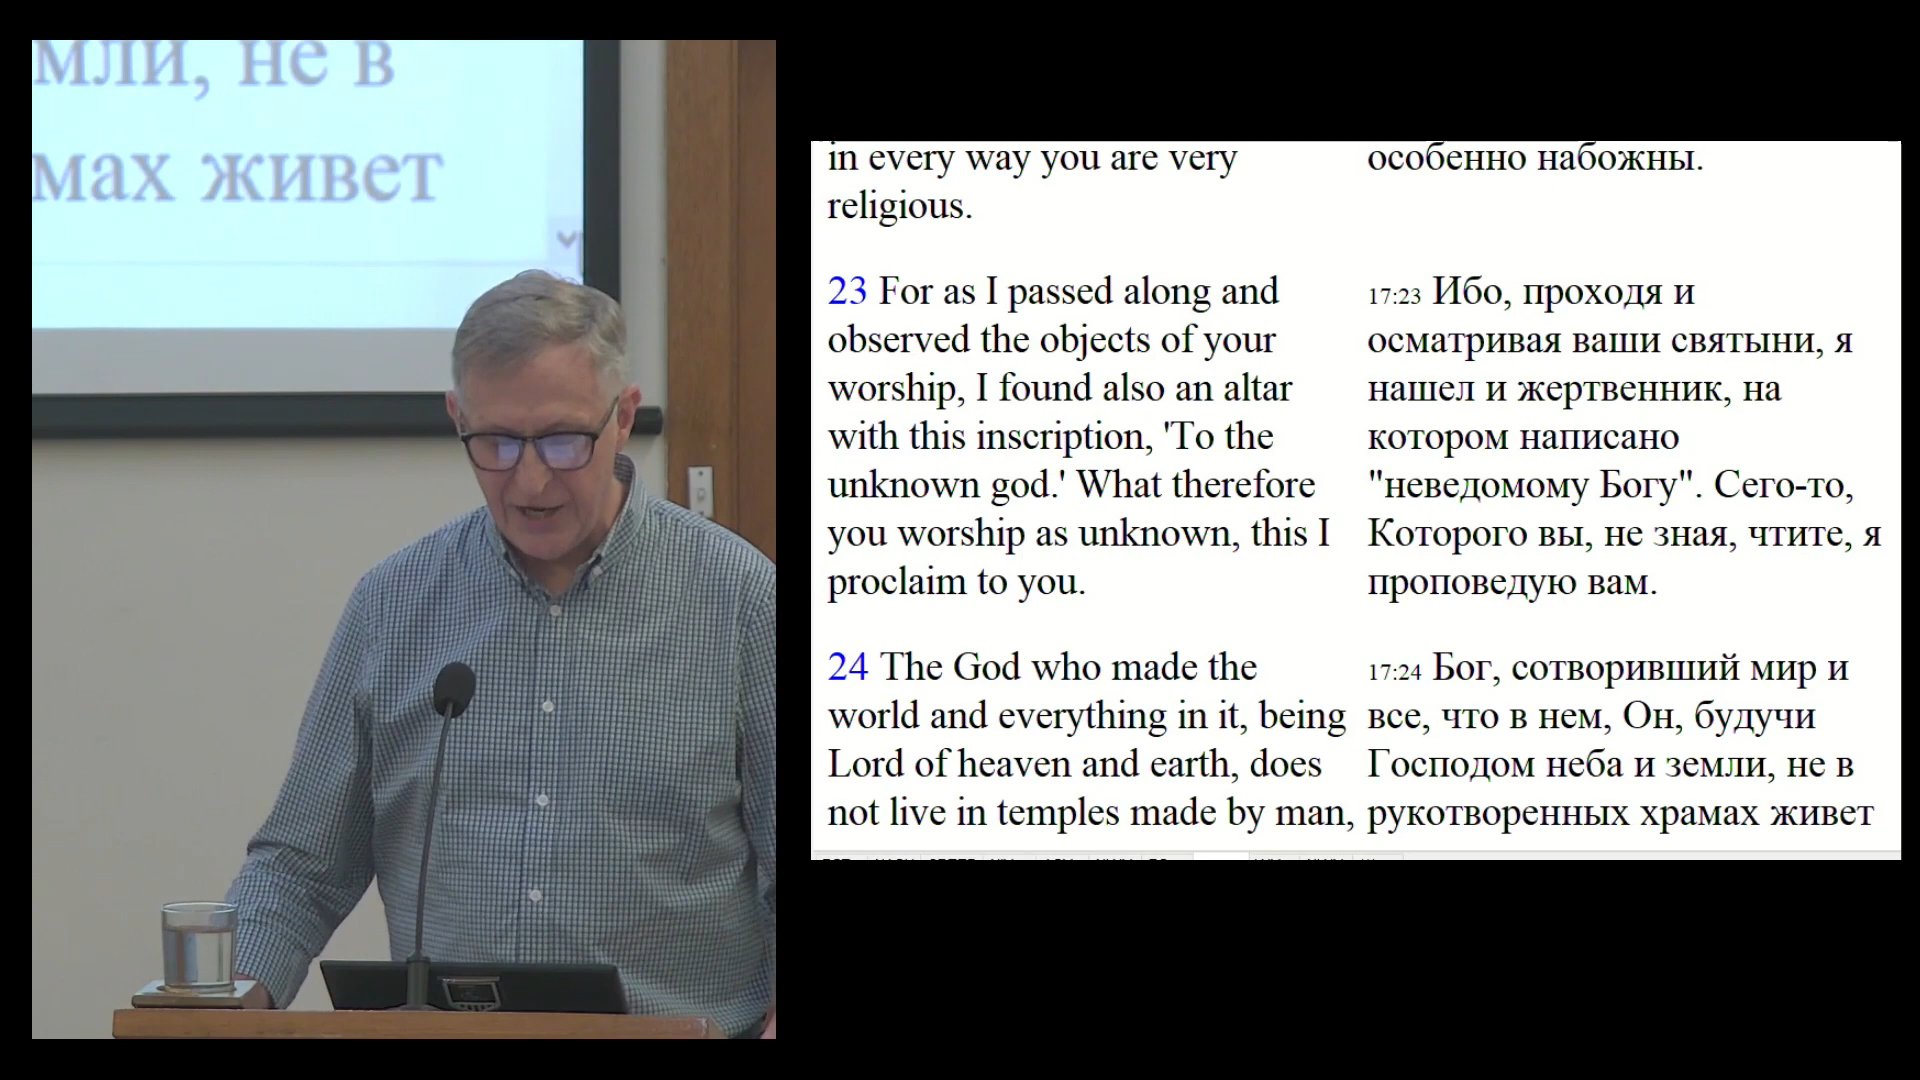 мли, не в
мах живет
in every way you are very
religious.
23 For as I passed along and
observed the objects of your
worship, I found also an altar
with this inscription, 'To the
unknown god.' What therefore
you worship as unknown, this I
proclaim to you.
24 The God who made the
world and everything in it, being
Lord of heaven and earth, does
not live in temples made by man,
особенно набожны.
17:23 Ибо, проходя и
осматривая ваши святыни, я
нашел и жертвенник, на
котором написано
"неведомому Богу". Сего-то,
Которого вы, не зная, чтите, я
проповедую вам.
17:24 Бог, сотворивший мир и
все, что в нем, Он, будучи
Господом неба и земли, не в
рукотворенных храмах живет